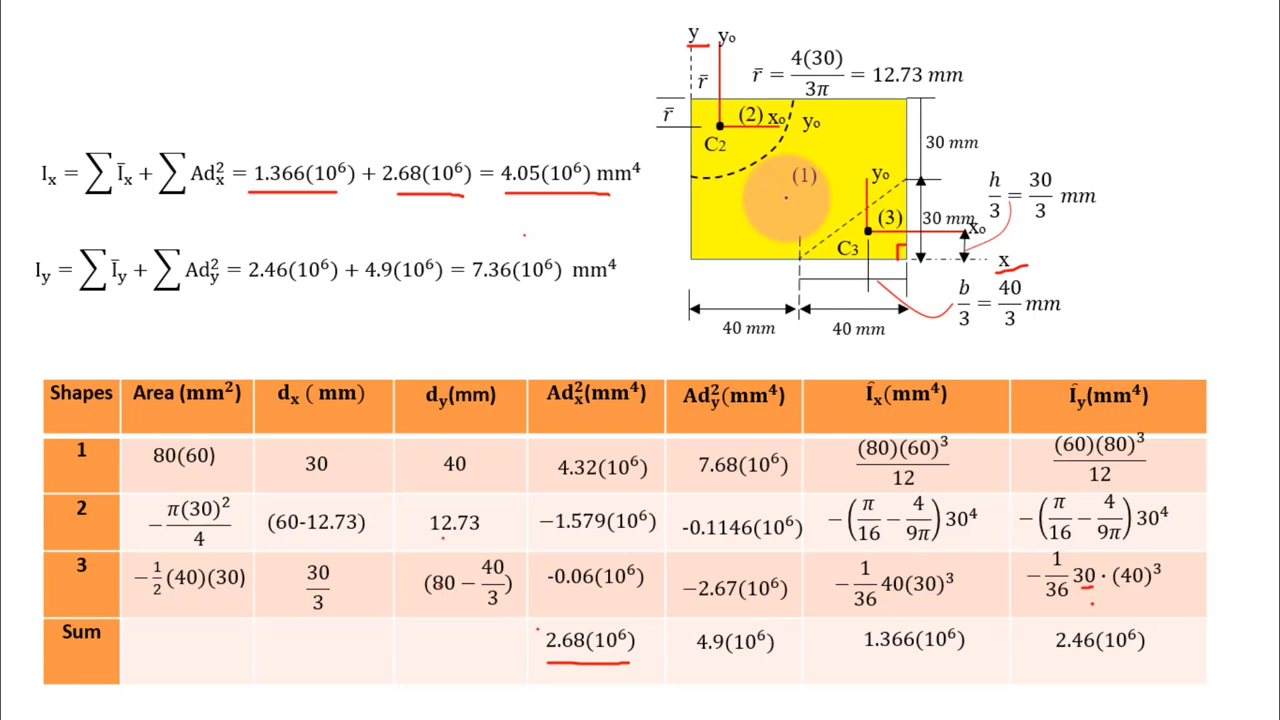 y y₀
r̄
r̄ = 4(30)/3π = 12.73 mm
r̄
(2) x₀ y₀
C₂
30 mm
(1)
y₀
(3)
30 mm
x₀
h/3 = 30/3 mm
C₃
x
b/3 = 40/3 mm
40 mm 40 mm
Iₓ = ∑ Īₓ + ∑ Adₓ² = 1.366(10⁶) + 2.68(10⁶) = 4.05(10⁶) mm⁴
I_y = ∑ Ī_y + ∑ Ad_y² = 2.46(10⁶) + 4.9(10⁶) = 7.36(10⁶) mm⁴
Shapes Area (mm²) dₓ ( mm) d_y(mm) Adₓ²(mm⁴) Ad_y²(mm⁴) Îₓ(mm⁴) Î_y(mm⁴)
1 80(60) 30 40 4.32(10⁶) 7.68(10⁶) (80)(60)³/12 (60)(80)³/12
2 -π(30)²/4 (60-12.73) 12.73 −1.579(10⁶) -0.1146(10⁶) −(π/16 − 4/9π)30⁴ −(π/16 − 4/9π)30⁴
3 −½(40)(30) 30/3 (80 − 40/3) -0.06(10⁶) −2.67(10⁶) −1/36 40(30)³ −1/36 30 · (40)³
Sum 2.68(10⁶) 4.9(10⁶) 1.366(10⁶) 2.46(10⁶)